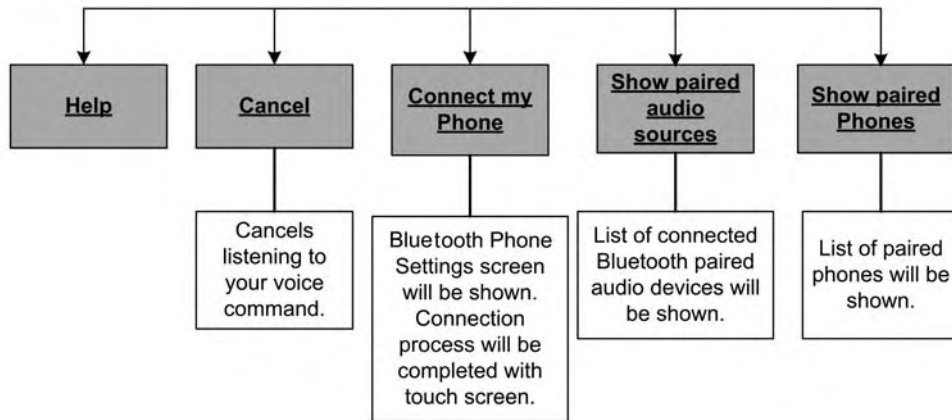 Help
Cancel
Connect my
Phone
Show paired
audio
sources
Show paired
Phones
Cancels
listening to
your voice
command.
Bluetooth Phone
Settings screen
will be shown.
Connection
process will be
completed with
touch screen.
List of connected
Bluetooth paired
audio devices will
be shown.
List of paired
phones will be
shown.